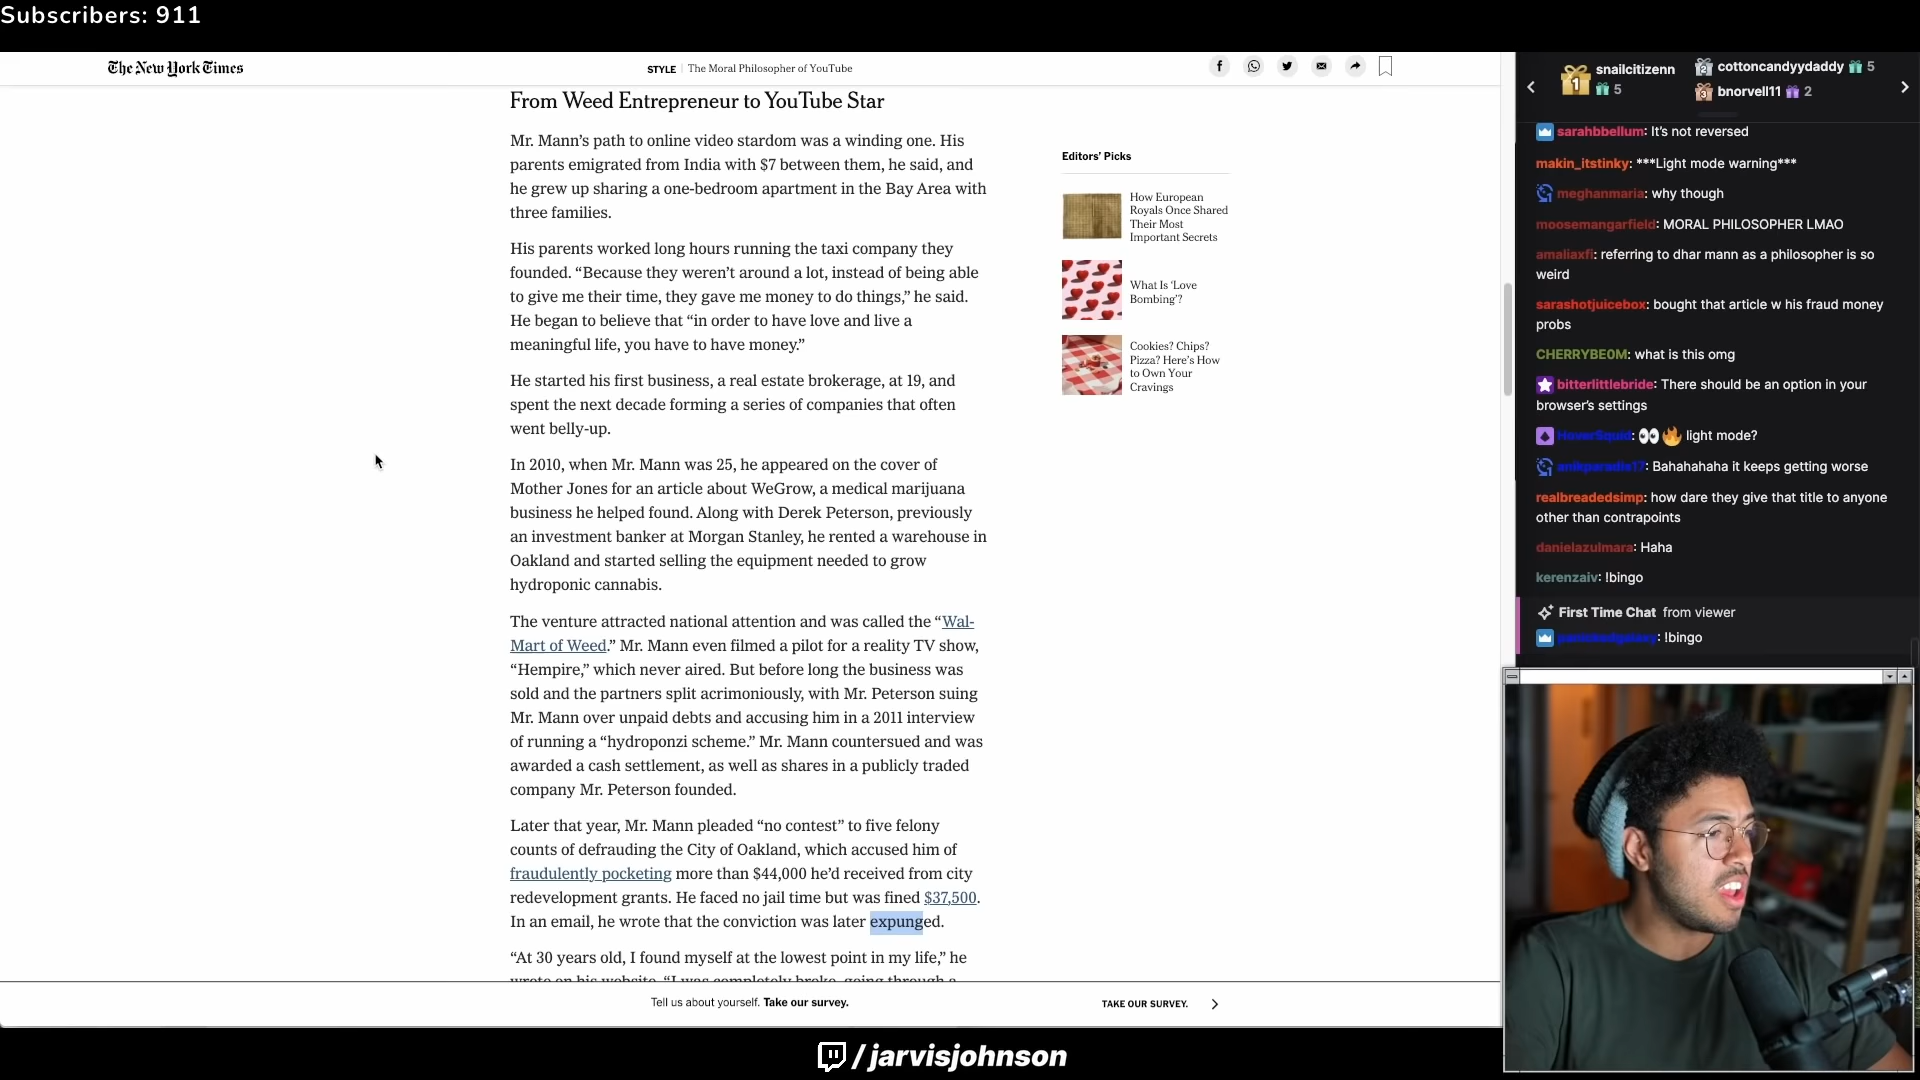 Subscribers: 911
The New York Times
STYLE | The Moral Philosopher of YouTube
From Weed Entrepreneur to YouTube Star
Mr. Mann’s path to online video stardom was a winding one. His
parents emigrated from India with $7 between them, he said, and
he grew up sharing a one-bedroom apartment in the Bay Area with
three families.
His parents worked long hours running the taxi company they
founded. “Because they weren’t around a lot, instead of being able
to give me their time, they gave me money to do things,” he said.
He began to believe that “in order to have love and live a
meaningful life, you have to have money.”
He started his first business, a real estate brokerage, at 19, and
spent the next decade forming a series of companies that often
went belly-up.
In 2010, when Mr. Mann was 25, he appeared on the cover of
Mother Jones for an article about WeGrow, a medical marijuana
business he helped found. Along with Derek Peterson, previously
an investment banker at Morgan Stanley, he rented a warehouse in
Oakland and started selling the equipment needed to grow
hydroponic cannabis.
The venture attracted national attention and was called the “Wal-
Mart of Weed.” Mr. Mann even filmed a pilot for a reality TV show,
“Hempire,” which never aired. But before long the business was
sold and the partners split acrimoniously, with Mr. Peterson suing
Mr. Mann over unpaid debts and accusing him in a 2011 interview
of running a “hydroponzi scheme.” Mr. Mann countersued and was
awarded a cash settlement, as well as shares in a publicly traded
company Mr. Peterson founded.
Later that year, Mr. Mann pleaded “no contest” to five felony
counts of defrauding the City of Oakland, which accused him of
fraudulently pocketing more than $44,000 he’d received from city
redevelopment grants. He faced no jail time but was fined $37,500.
In an email, he wrote that the conviction was later expunged.
“At 30 years old, I found myself at the lowest point in my life,” he
wrote on his website. “I was completely broke, going through a
Editors’ Picks
How European
Royals Once Shared
Their Most
Important Secrets
What Is ‘Love
Bombing’?
Cookies? Chips?
Pizza? Here’s How
to Own Your
Cravings
Tell us about yourself. Take our survey.
TAKE OUR SURVEY.
1 snailcitizenn 5
2 cottoncandyydaddy 5
3 bnorvell11 2
sarahbbellum: It’s not reversed
makin_itstinky: ***Light mode warning***
meghanmaria: why though
moosemangarfield: MORAL PHILOSOPHER LMAO
amaliaxfi: referring to dhar mann as a philosopher is so
weird
sarashotjuicebox: bought that article w his fraud money
probs
CHERRYBE0M: what is this omg
bitterlittlebride: There should be an option in your
browser’s settings
HoverSquid: 👀🔥 light mode?
anikparadia17: Bahahahaha it keeps getting worse
realbreadedsimp: how dare they give that title to anyone
other than contrapoints
danielazulmara: Haha
kerenzaiv: !bingo
First Time Chat from viewer
: !bingo
/jarvisjohnson